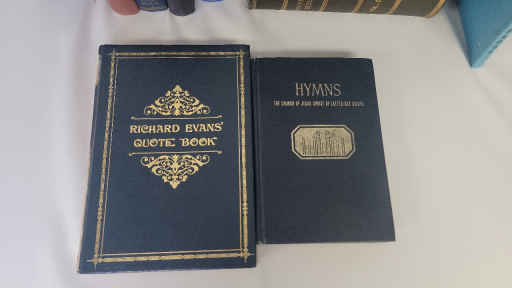 RICHARD EVANS'
QUOTE BOOK
HYMNS
THE CHURCH OF JESUS CHRIST OF LATTER-DAY SAINTS